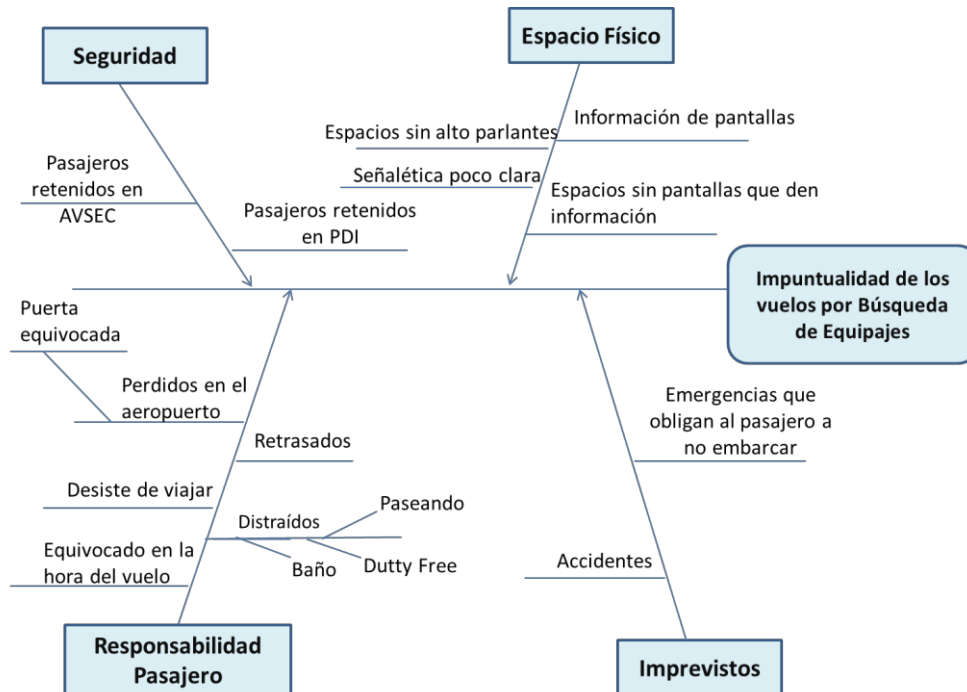 Seguridad
Espacio Físico
Información de pantallas
Espacios sin alto parlantes
Señalética poco clara
Pasajeros
retenidos en
AVSEC
Espacios sin pantallas que den
información
Pasajeros retenidos
en PDI
Impuntualidad de los
vuelos por Búsqueda
de Equipajes
Puerta
equivocada
Perdidos en el
aeropuerto
Emergencias que
obligan al pasajero a
no embarcar
Retrasados
Desiste de viajar
Paseando
Distraídos
Equivocado en la
hora del vuelo
Baño
Dutty Free
Accidentes
Responsabilidad
Pasajero
Imprevistos